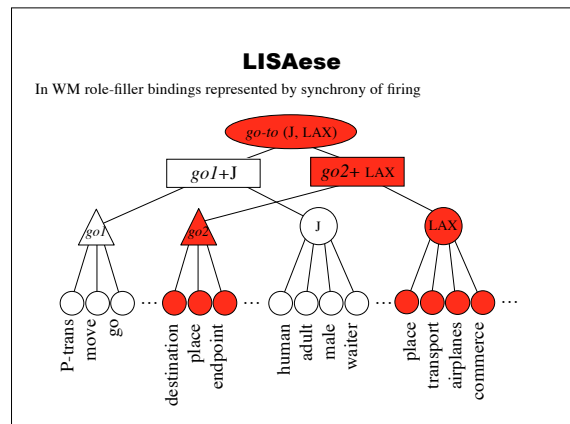 LISAese
In WM role-filler bindings represented by synchrony of firing
go-to (J, LAX)
go1+J
go2+ LAX
go1
go2
J
LAX
... ... ... ...
P-trans
move
go
destination
place
endpoint
human
adult
male
waiter
place
transport
airplanes
commerce